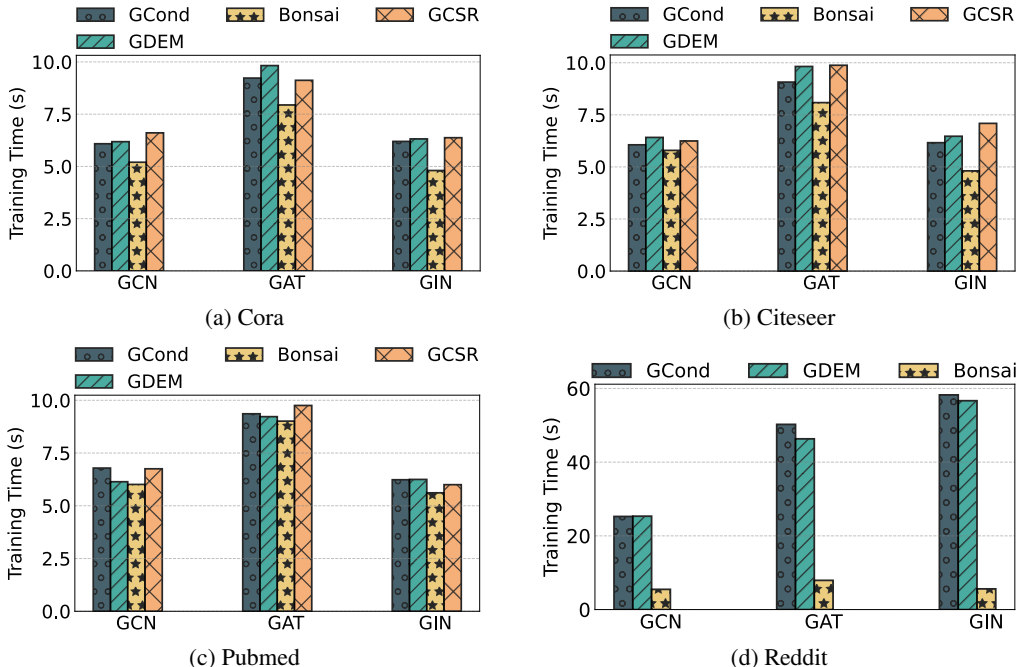 GCond Bonsai GCSR
GDEM
Training Time (s)
10.0
7.5
5.0
2.5
0.0
GCN GAT GIN
(a) Cora
GCond Bonsai GCSR
GDEM
Training Time (s)
10.0
7.5
5.0
2.5
0.0
GCN GAT GIN
(b) Citeseer
GCond Bonsai GCSR
GDEM
Training Time (s)
10.0
7.5
5.0
2.5
0.0
GCN GAT GIN
(c) Pubmed
GCond GDEM Bonsai
Training Time (s)
60
40
20
0
GCN GAT GIN
(d) Reddit